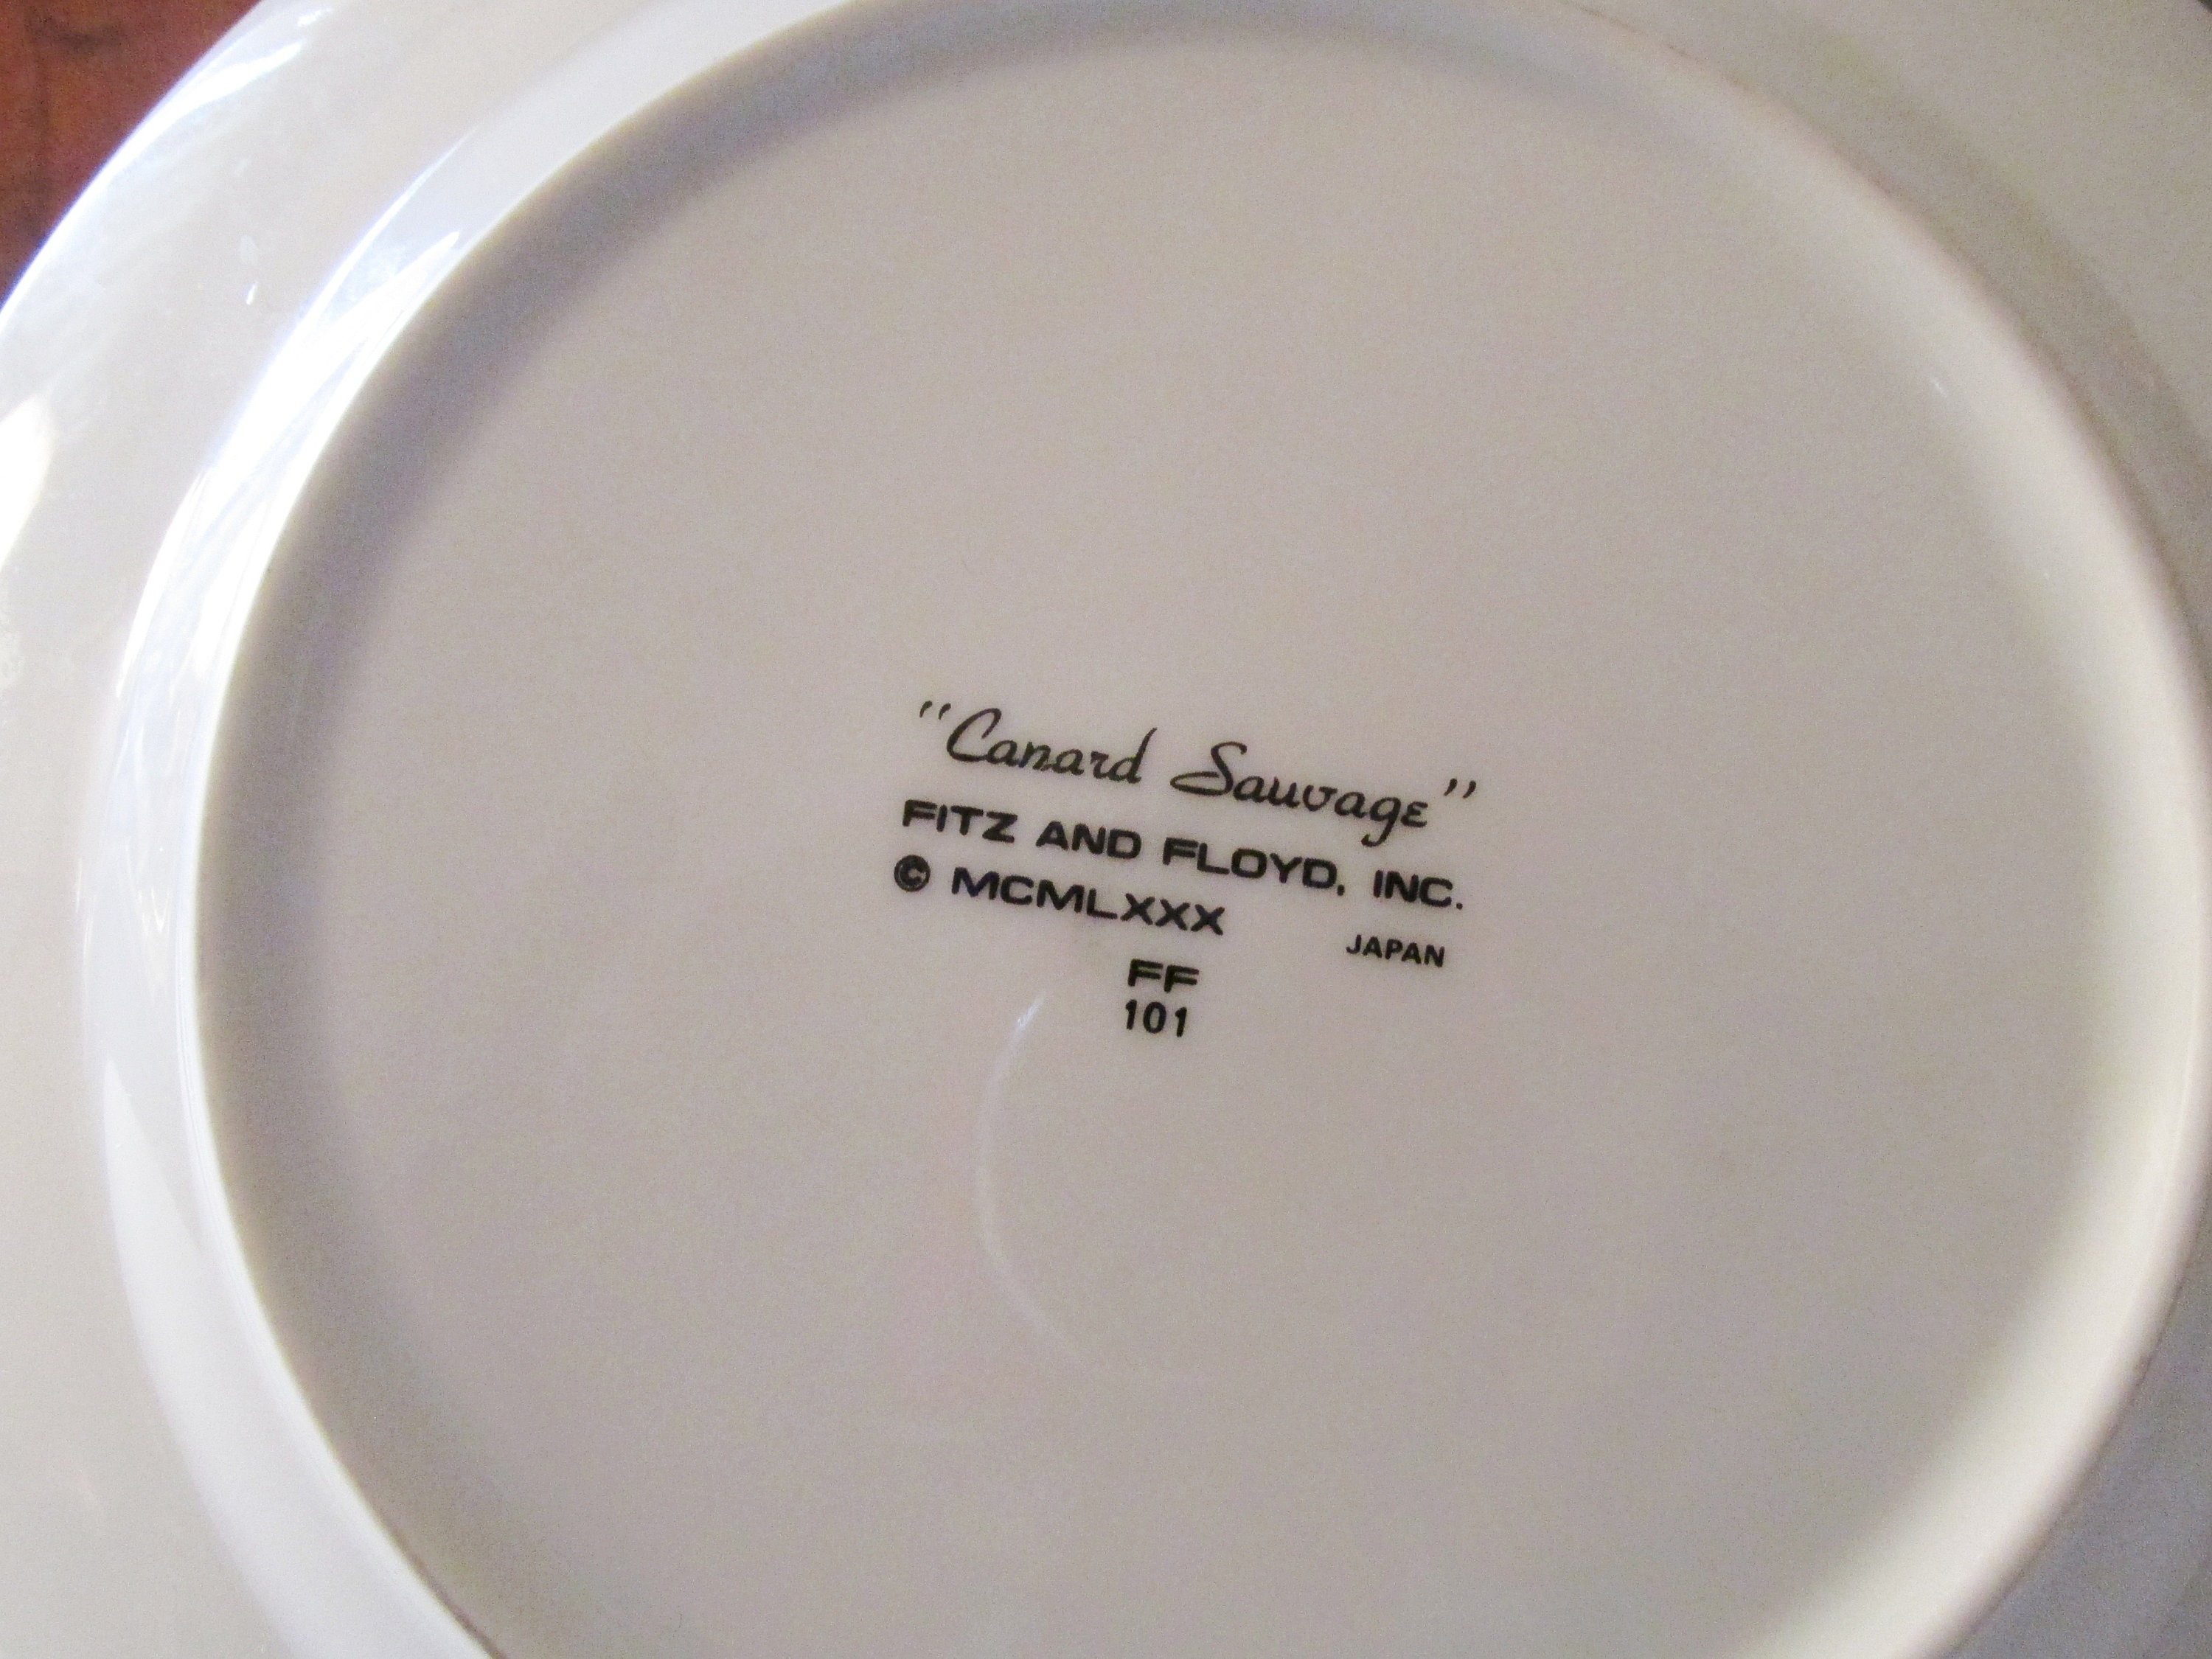 "Canard Sauvage"
FITZ AND FLOYD, INC.
© MCMLXXX JAPAN
FF
101